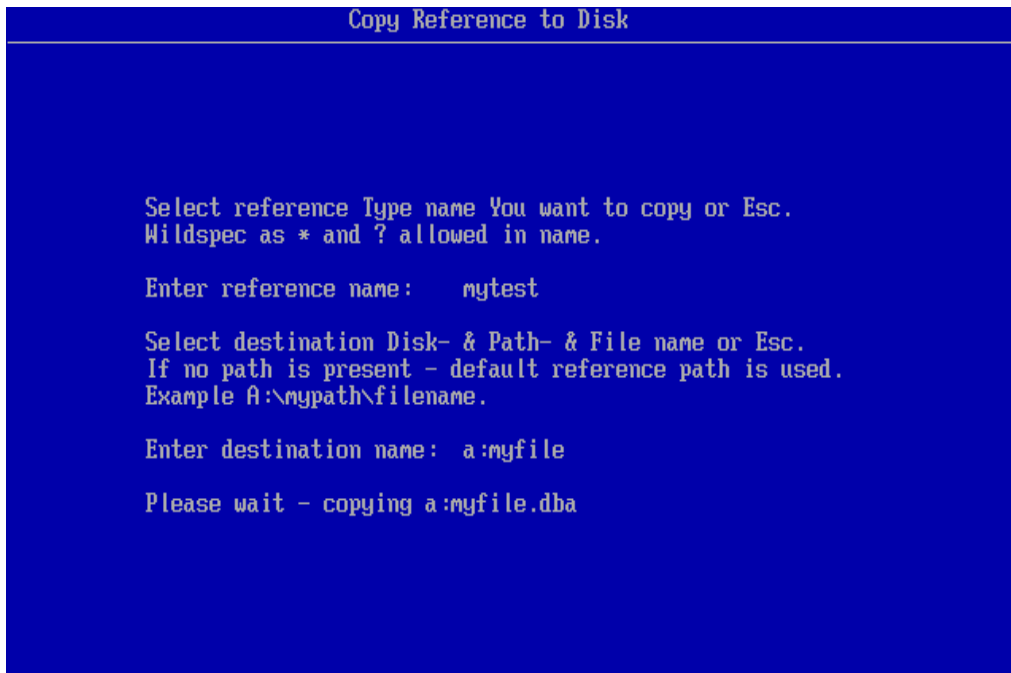 Copy Reference to Disk
Select reference Type name You want to copy or Esc.
Wildspec as * and ? allowed in name.
Enter reference name: mytest
Select destination Disk- & Path- & File name or Esc.
If no path is present - default reference path is used.
Example A:\mypath\filename.
Enter destination name: a:myfile
Please wait - copying a:myfile.dba